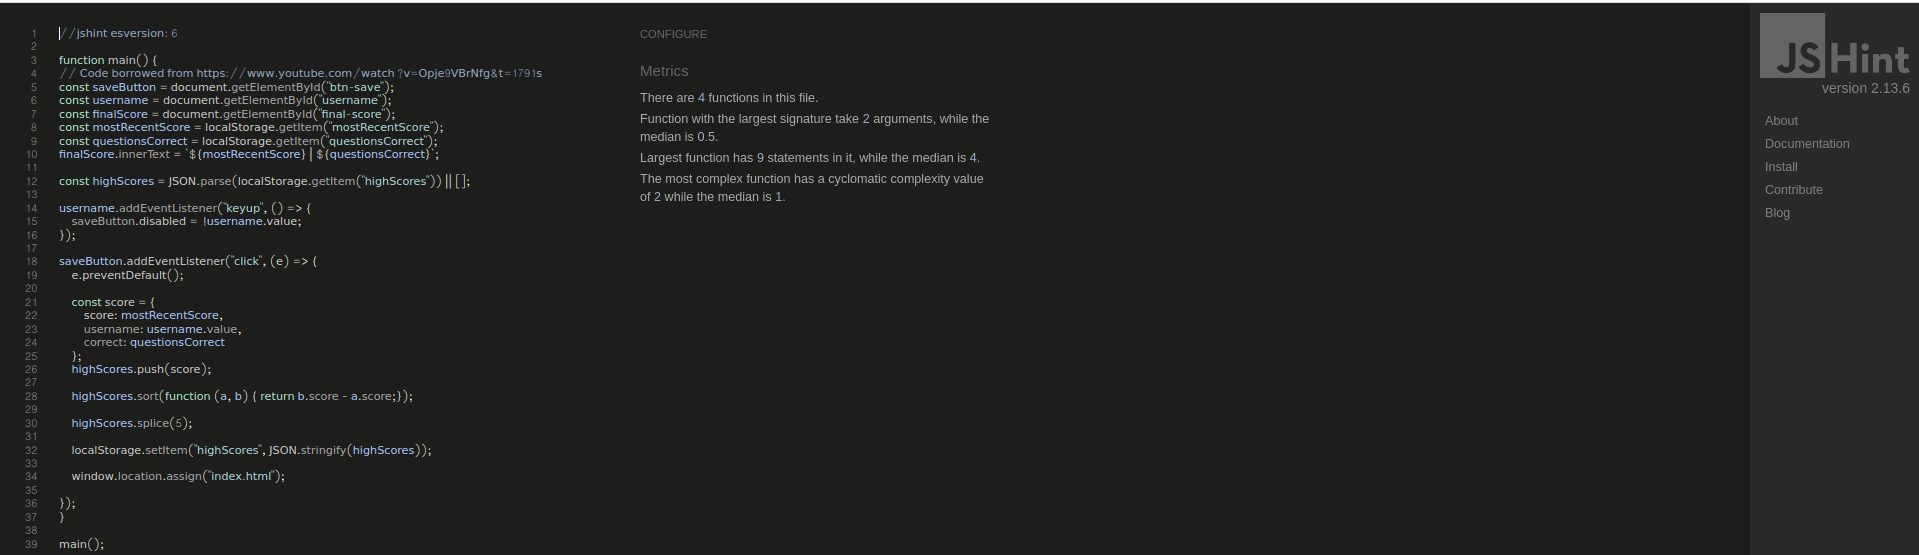 1 //jshint esversion: 6
2
3 function main() {
4 // Code borrowed from https://www.youtube.com/watch?v=Opje9VBrNfg&t=1791s
5 const saveButton = document.getElementById("btn-save");
6 const username = document.getElementById("username");
7 const finalScore = document.getElementById("final-score");
8 const mostRecentScore = localStorage.getItem("mostRecentScore");
9 const questionsCorrect = localStorage.getItem("questionsCorrect");
10 finalScore.innerText = `${mostRecentScore} | ${questionsCorrect}`;
11
12 const highScores = JSON.parse(localStorage.getItem("highScores")) || [];
13
14 username.addEventListener("keyup", () => {
15 saveButton.disabled = !username.value;
16 });
17
18 saveButton.addEventListener("click", (e) => {
19 e.preventDefault();
20
21 const score = {
22 score: mostRecentScore,
23 username: username.value,
24 correct: questionsCorrect
25 };
26 highScores.push(score);
27
28 highScores.sort(function (a, b) { return b.score - a.score;});
29
30 highScores.splice(5);
31
32 localStorage.setItem("highScores", JSON.stringify(highScores));
33
34 window.location.assign("index.html");
35
36 });
37 }
38
39 main();
CONFIGURE
Metrics
There are 4 functions in this file.
Function with the largest signature take 2 arguments, while the
median is 0.5.
Largest function has 9 statements in it, while the median is 4.
The most complex function has a cyclomatic complexity value
of 2 while the median is 1.
JSHint
version 2.13.6
About
Documentation
Install
Contribute
Blog